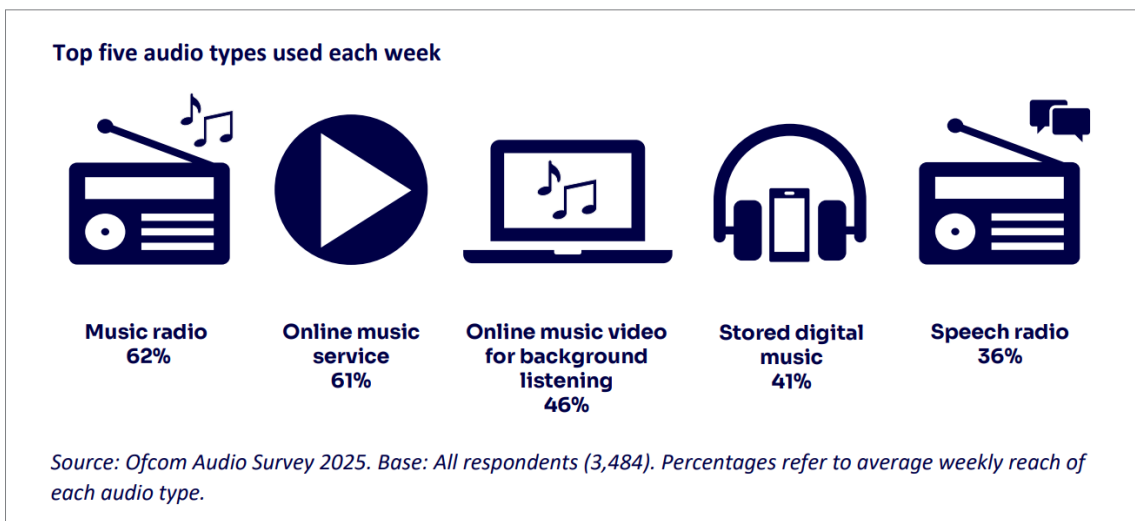 Top five audio types used each week
Music radio
62%
Online music
service
61%
Online music video
for background
listening
46%
Stored digital
music
41%
Speech radio
36%
Source: Ofcom Audio Survey 2025. Base: All respondents (3,484). Percentages refer to average weekly reach of
each audio type.